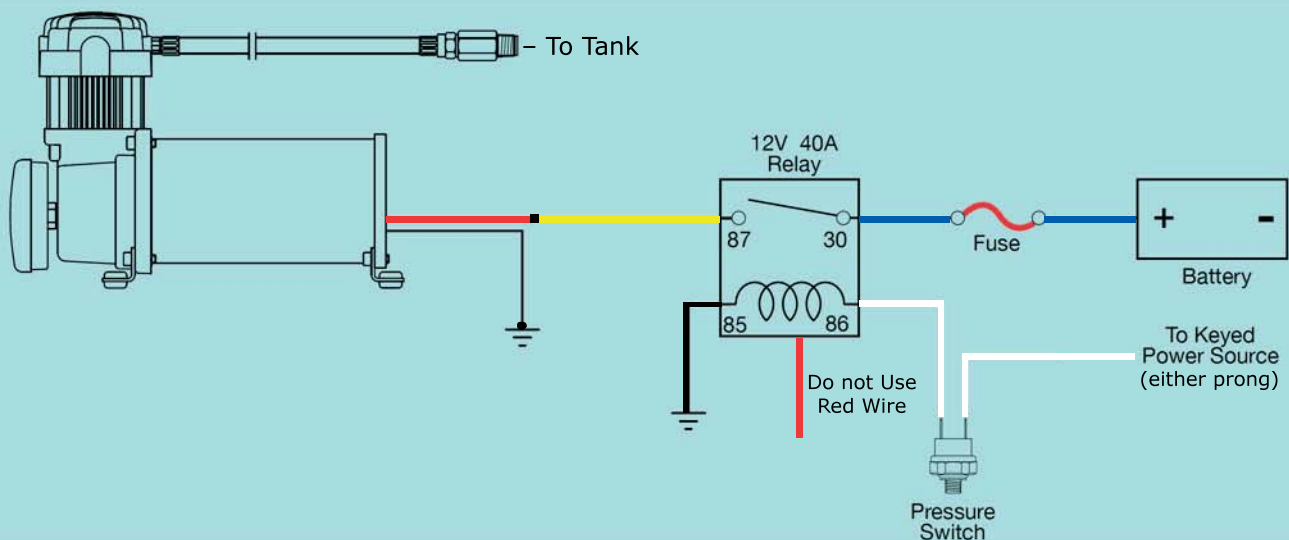 – To Tank
12V 40A
Relay
87
30
Fuse
+ -
Battery
85
86
Do not Use
Red Wire
To Keyed
Power Source
(either prong)
Pressure
Switch